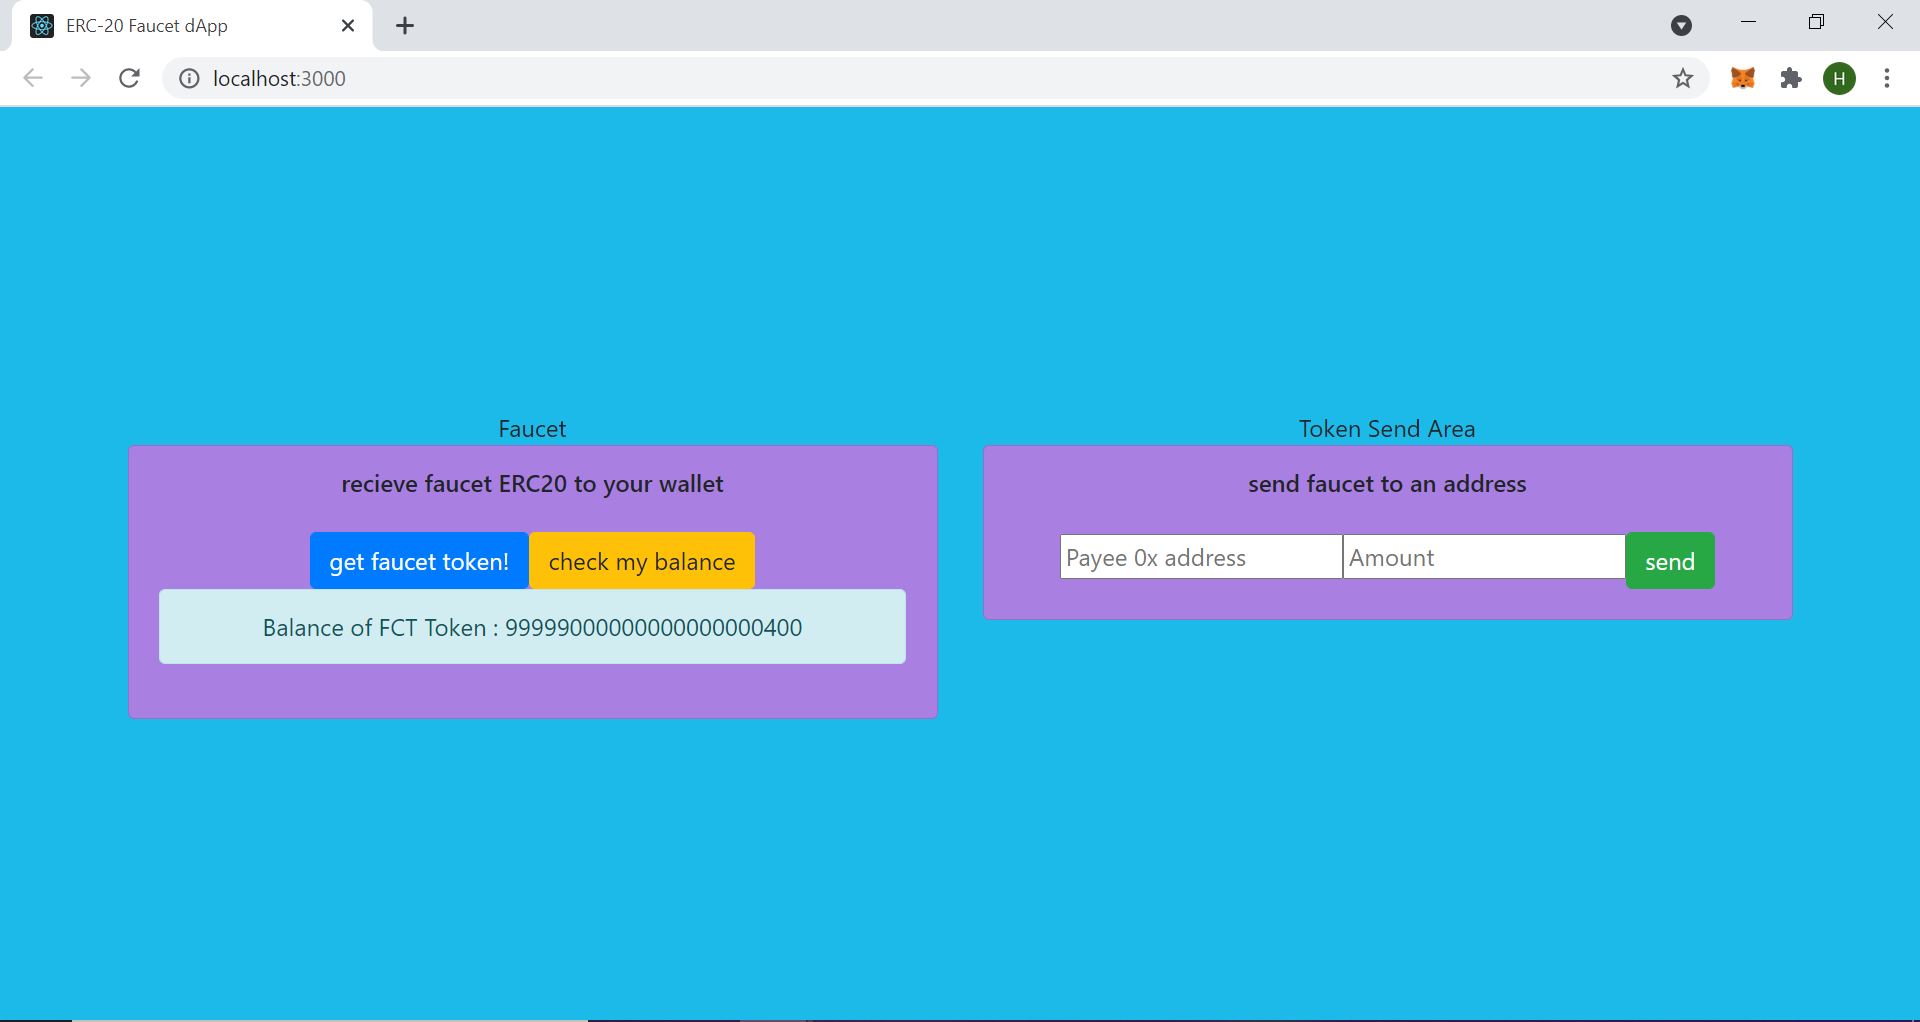 ERC-20 Faucet dApp
localhost:3000
H
Faucet
recieve faucet ERC20 to your wallet
get faucet token! check my balance
Balance of FCT Token : 99999000000000000000400
Token Send Area
send faucet to an address
Payee 0x address Amount send